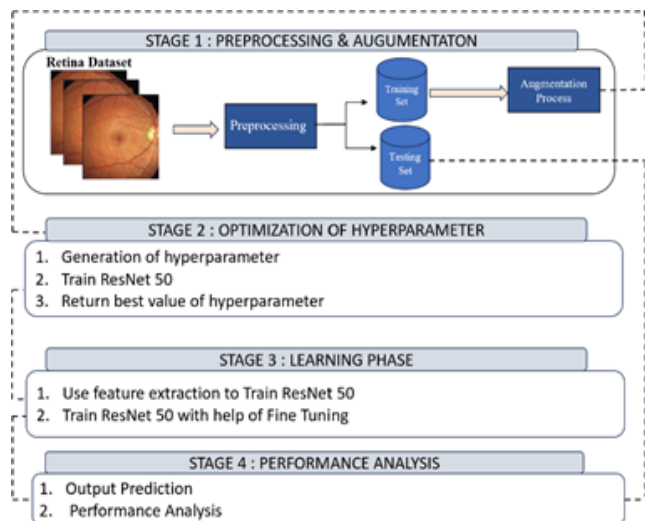 STAGE 1 : PREPROCESSING & AUGUMENTATON
Retina Dataset
Preprocessing
Training
Set
Testing
Set
Augmentation
Process
STAGE 2 : OPTIMIZATION OF HYPERPARAMETER
1. Generation of hyperparameter
2. Train ResNet 50
3. Return best value of hyperparameter
STAGE 3 : LEARNING PHASE
1. Use feature extraction to Train ResNet 50
2. Train ResNet 50 with help of Fine Tuning
STAGE 4 : PERFORMANCE ANALYSIS
1. Output Prediction
2. Performance Analysis